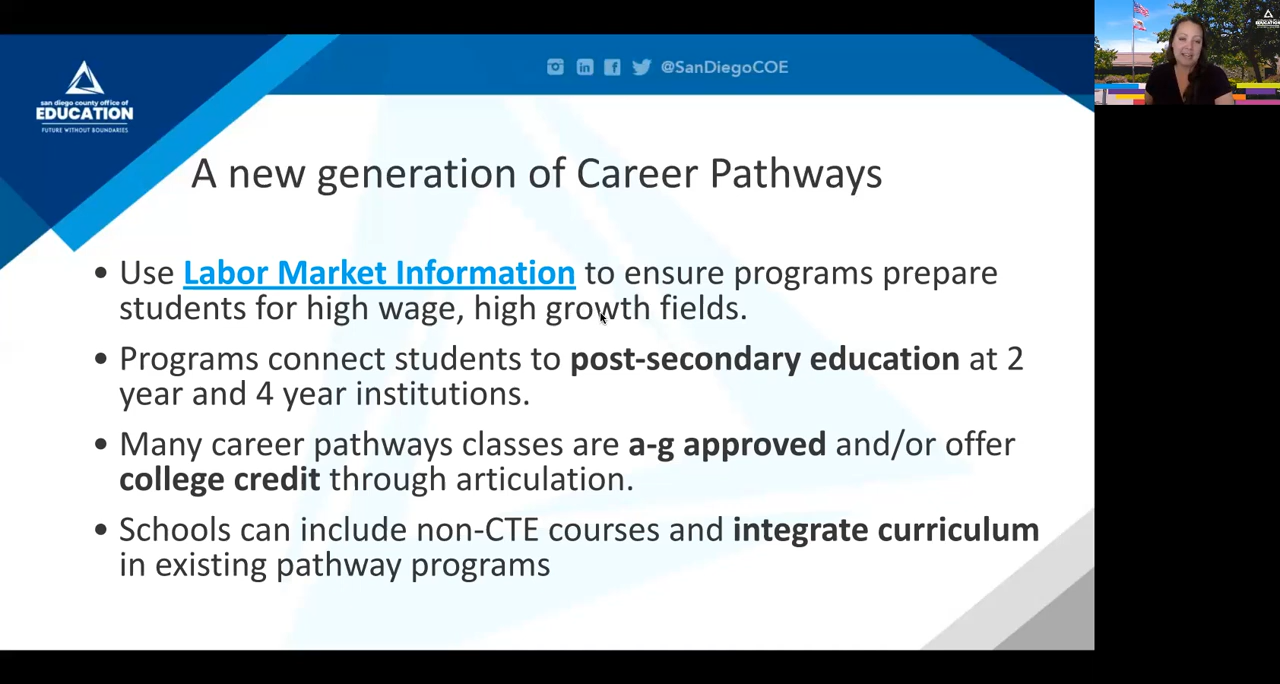 @SanDiegoCOE
san diego county office of
EDUCATION
FUTURE WITHOUT BOUNDARIES
A new generation of Career Pathways
• Use Labor Market Information to ensure programs prepare
students for high wage, high growth fields.
• Programs connect students to post-secondary education at 2
year and 4 year institutions.
• Many career pathways classes are a-g approved and/or offer
college credit through articulation.
• Schools can include non-CTE courses and integrate curriculum
in existing pathway programs
EDUCATION